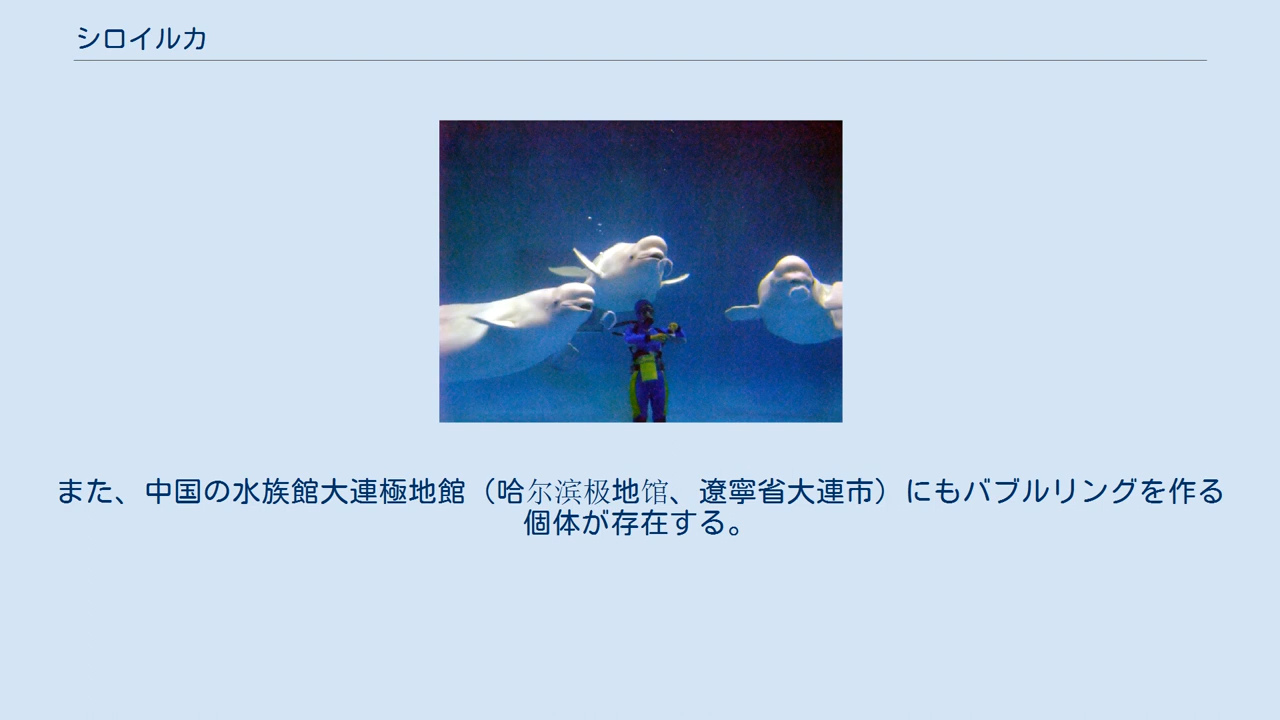 シロイルカ
また、中国の水族館大連極地館（哈尔滨极地馆、遼寧省大連市）にもバブルリングを作る
個体が存在する。